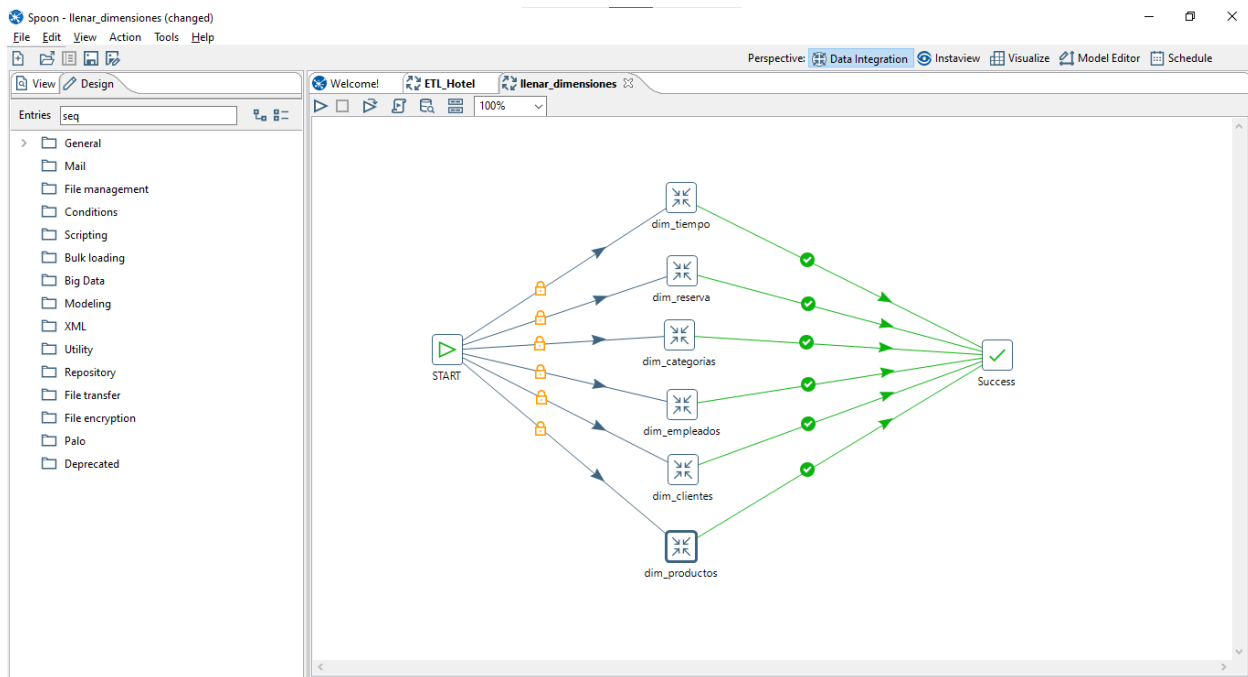 Spoon - llenar_dimensiones (changed)
File Edit View Action Tools Help
Perspective: Data Integration Instaview Visualize Model Editor Schedule
View Design
Welcome! ETL_Hotel llenar_dimensiones
Entries seq
100%
General
Mail
File management
Conditions
Scripting
Bulk loading
Big Data
Modeling
XML
Utility
Repository
File transfer
File encryption
Palo
Deprecated
dim_tiempo
dim_reserva
dim_categorias
START
Success
dim_empleados
dim_clientes
dim_productos